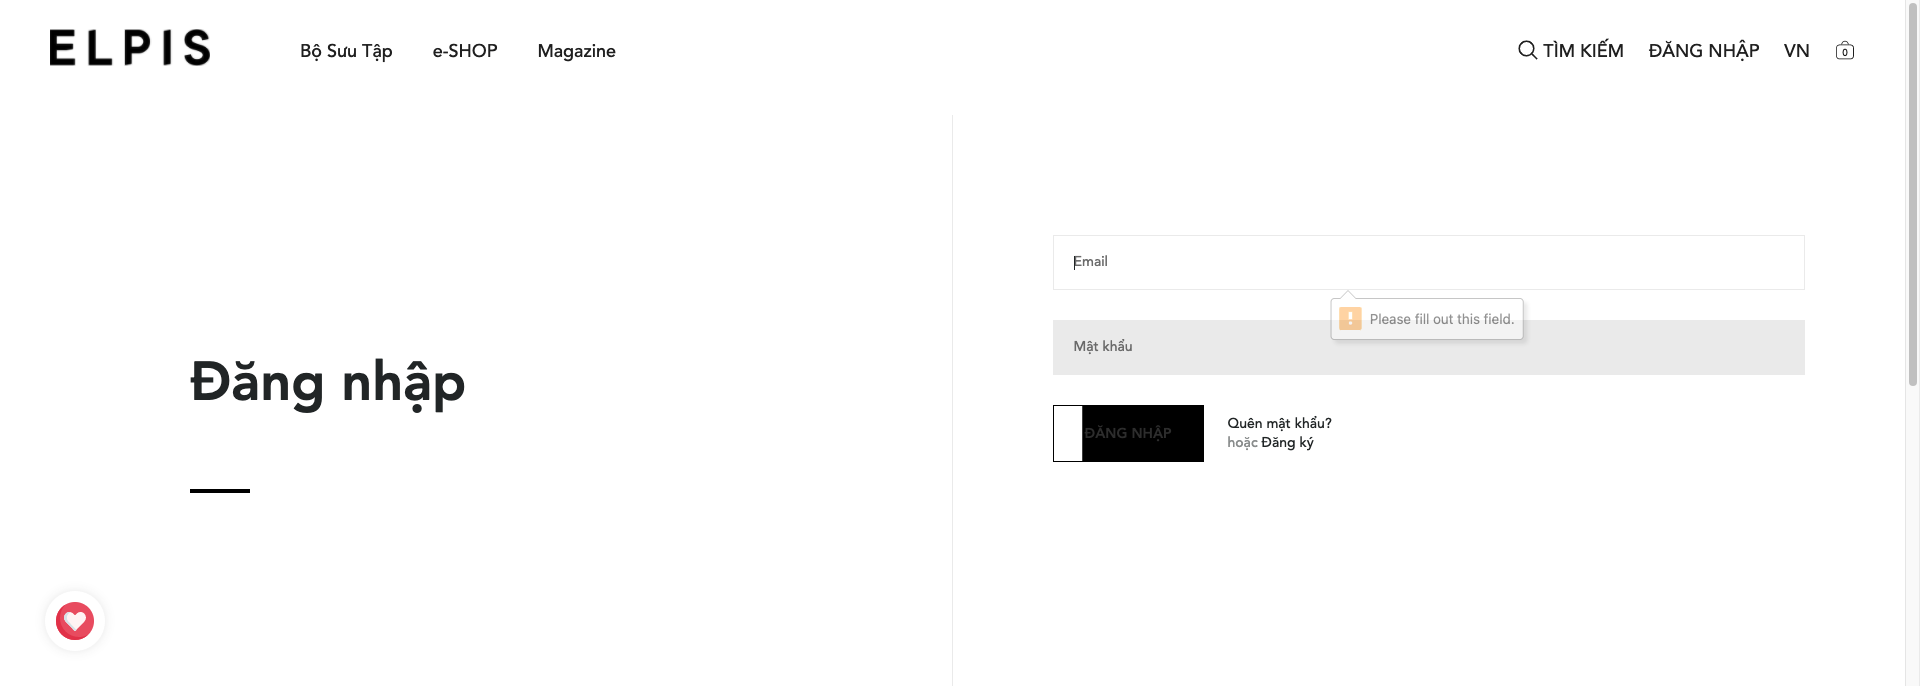 ELPIS
Bộ Sưu Tập
e-SHOP
Magazine
TÌM KIẾM
ĐĂNG NHẬP
VN
0
Đăng nhập
Email
Please fill out this field.
Mật khẩu
ĐĂNG NHẬP
Quên mật khẩu?
hoặc Đăng ký